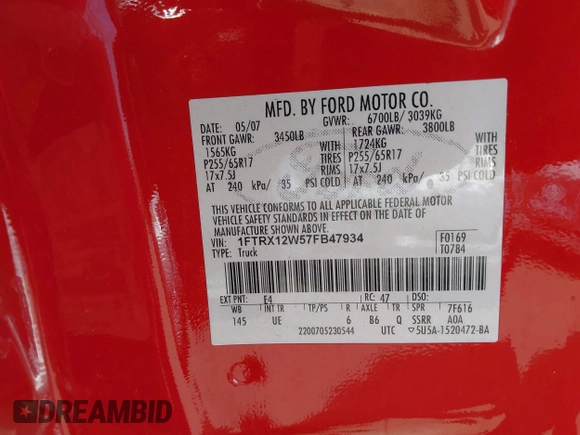 MFD. BY FORD MOTOR CO.
DATE: 05/07 GVWR: 6700LB/ 3039KG
FRONT GAWR: 3450LB REAR GAWR: 3800LB
1565KG WITH 1724KG WITH
P255/65R17 TIRES P255/65R17 TIRES
17x7.5J RIMS 17x7.5J RIMS
AT 240 kPa/ 35 PSI COLD AT 240 kPa/ 35 PSI COLD
THIS VEHICLE CONFORMS TO ALL APPLICABLE FEDERAL MOTOR
VEHICLE SAFETY STANDARDS IN EFFECT ON THE DATE OF
MANUFACTURE SHOWN ABOVE.
VIN: 1FTRX12W57FB47934 F0169
TYPE: Truck T0784
EXT PNT: E4 RC: 47 DSO:
WB INT TR TP/PS R AXLE TR SPR 7F616
145 UE 6 B6 Q SSRR A0A
2200705230544 UTC ▽5U5A-1520472-BA
DREAMBID